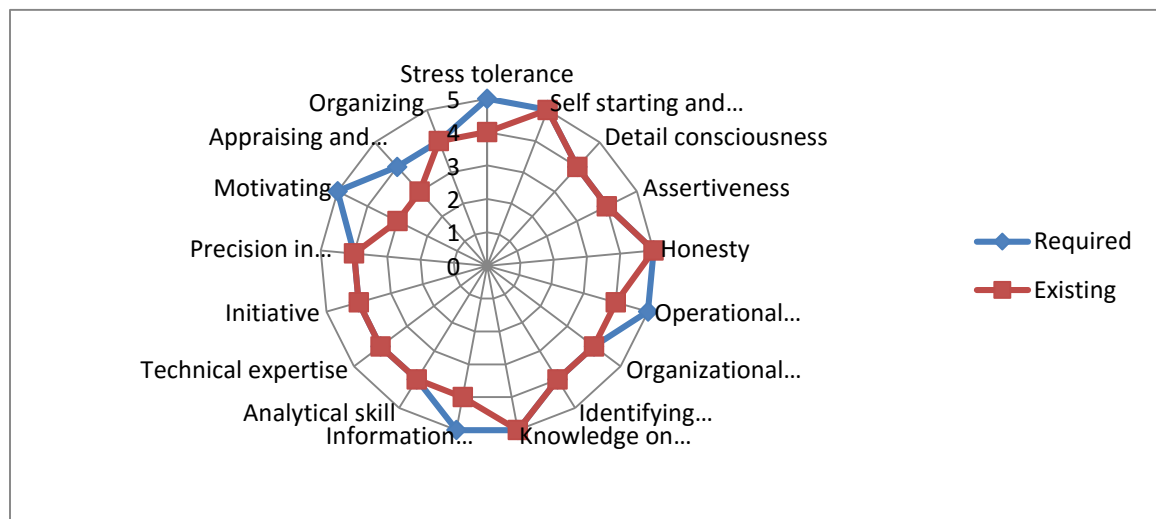 Stress tolerance
Self starting and...
Detail consciousness
Assertiveness
Honesty
Operational...
Organizational...
Identifying...
Knowledge on...
Information...
Analytical skill
Technical expertise
Initiative
Precision in...
Motivating
Appraising and...
Organizing
5
4
3
2
1
0
Required
Existing